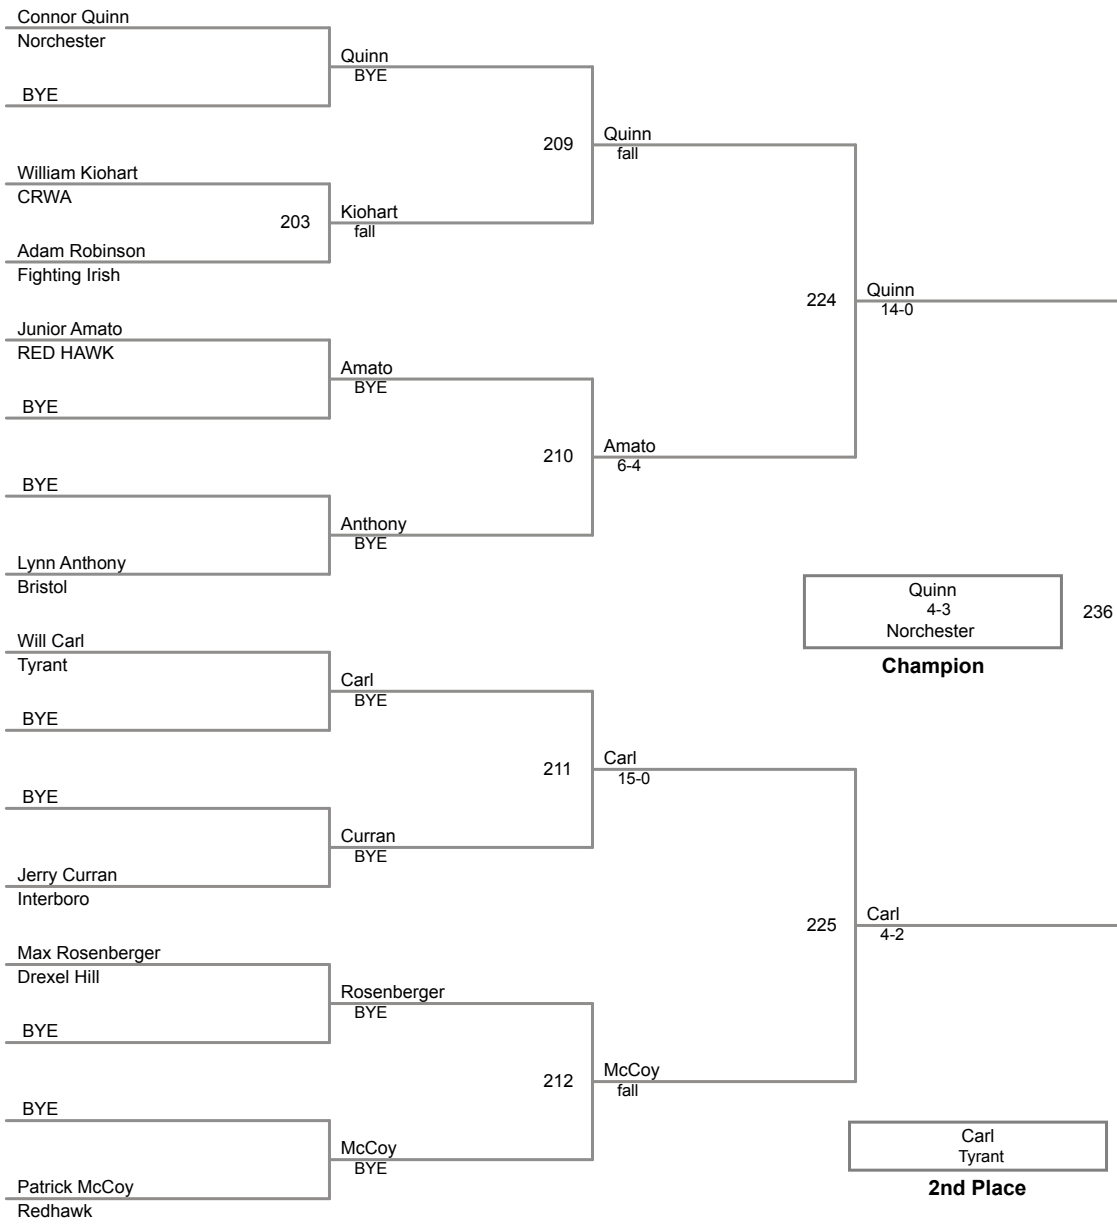 Connor Quinn
Norchester
BYE
Quinn
BYE
William Kiohart
CRWA
Adam Robinson
Fighting Irish
203
Kiohart
fall
209
Quinn
fall
Junior Amato
RED HAWK
BYE
Amato
BYE
BYE
Lynn Anthony
Bristol
Anthony
BYE
210
Amato
6-4
224
Quinn
14-0
Quinn
4-3
Norchester
236
Champion
Will Carl
Tyrant
BYE
Carl
BYE
BYE
Jerry Curran
Interboro
Curran
BYE
211
Carl
15-0
Max Rosenberger
Drexel Hill
BYE
Rosenberger
BYE
BYE
Patrick McCoy
Redhawk
McCoy
BYE
212
McCoy
fall
225
Carl
4-2
Carl
Tyrant
2nd Place